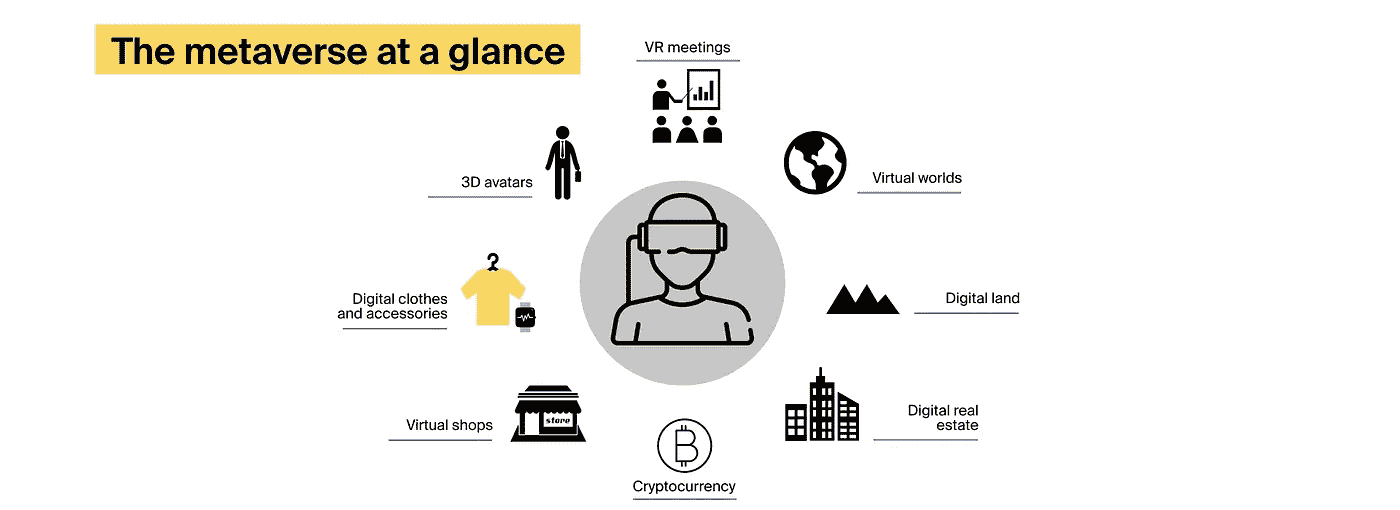 The metaverse at a glance
VR meetings
3D avatars
Virtual worlds
Digital clothes
and accessories
Digital land
Virtual shops
store
Digital real
estate
Cryptocurrency